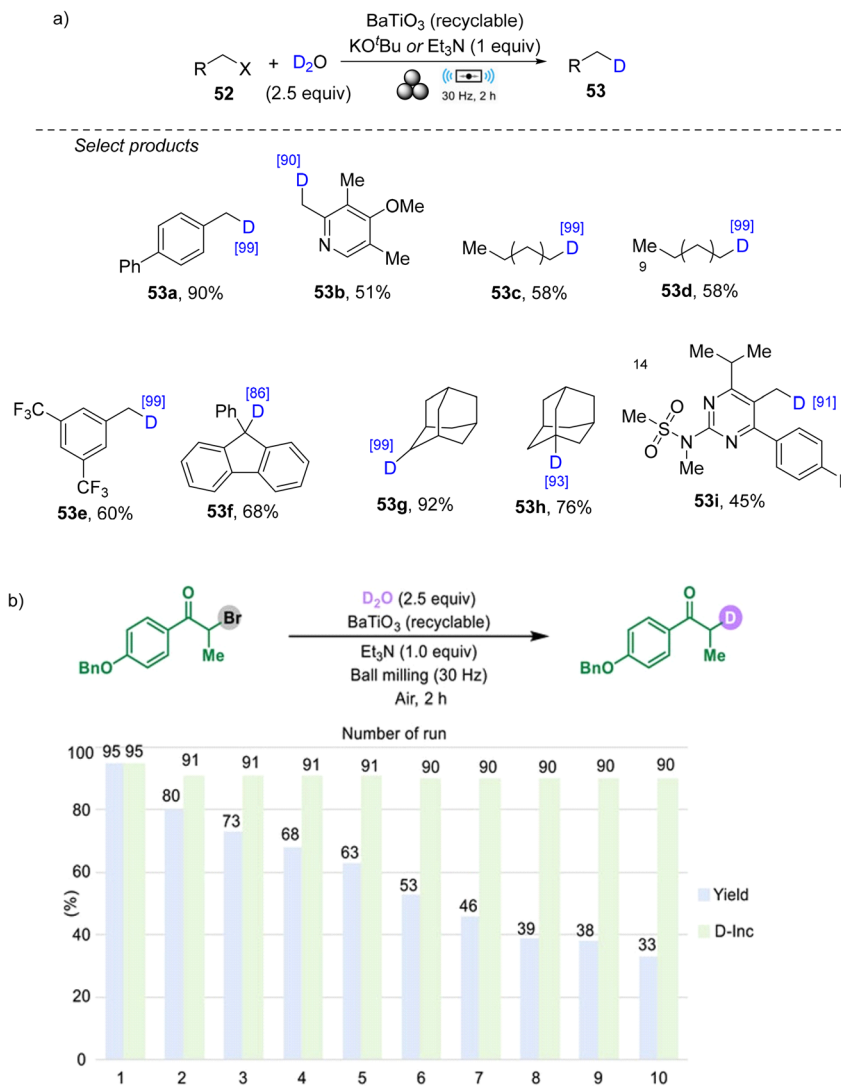 a)
BaTiO₃ (recyclable)
KOᵗBu or Et₃N (1 equiv)
R X + D₂O
52 (2.5 equiv)
30 Hz, 2 h
R D
53
Select products
[90]
D Me
OMe
N Me
53b, 51%
D
[99]
Ph
53a, 90%
[99]
Me D
53c, 58%
[99]
Me D
9
53d, 58%
F₃C
[99]
D
CF₃
53e, 60%
[86]
Ph D
53f, 68%
[99]
D
53g, 92%
D
[93]
53h, 76%
14
Me Me
Me O
S N D [91]
O N N
Me
F
53i, 45%
b)
O
Br
Me
BnO
D₂O (2.5 equiv)
BaTiO₃ (recyclable)
Et₃N (1.0 equiv)
Ball milling (30 Hz)
Air, 2 h
O
D
Me
BnO
Number of run
100
80
60
40
20
0
(%)
95 95
80 91
73 91
68 91
63 91
53 90
46 90
39 90
38 90
33 90
1 2 3 4 5 6 7 8 9 10
Yield
D-Inc